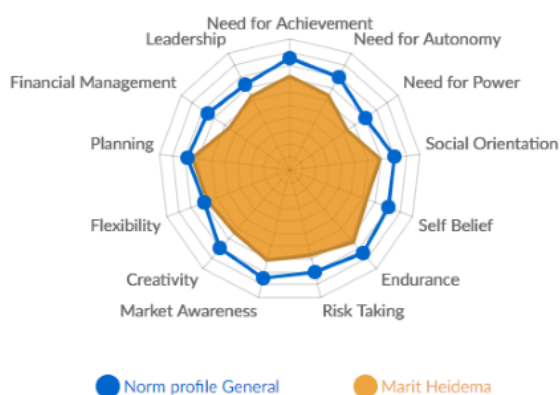 Need for Achievement
Leadership
Need for Autonomy
Financial Management
Need for Power
Planning
Social Orientation
Flexibility
Self Belief
Creativity
Endurance
Market Awareness
Risk Taking
Norm profile General
Marit Heidema